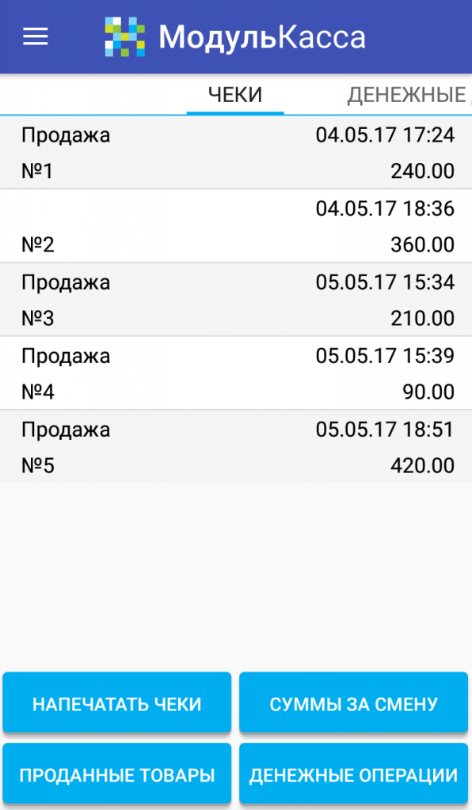 МодульКасса
ЧЕКИ ДЕНЕЖНЫЕ
Продажа 04.05.17 17:24
№1 240.00
04.05.17 18:36
№2 360.00
Продажа 05.05.17 15:34
№3 210.00
Продажа 05.05.17 15:39
№4 90.00
Продажа 05.05.17 18:51
№5 420.00
НАПЕЧАТАТЬ ЧЕКИ СУММЫ ЗА СМЕНУ
ПРОДАННЫЕ ТОВАРЫ ДЕНЕЖНЫЕ ОПЕРАЦИИ